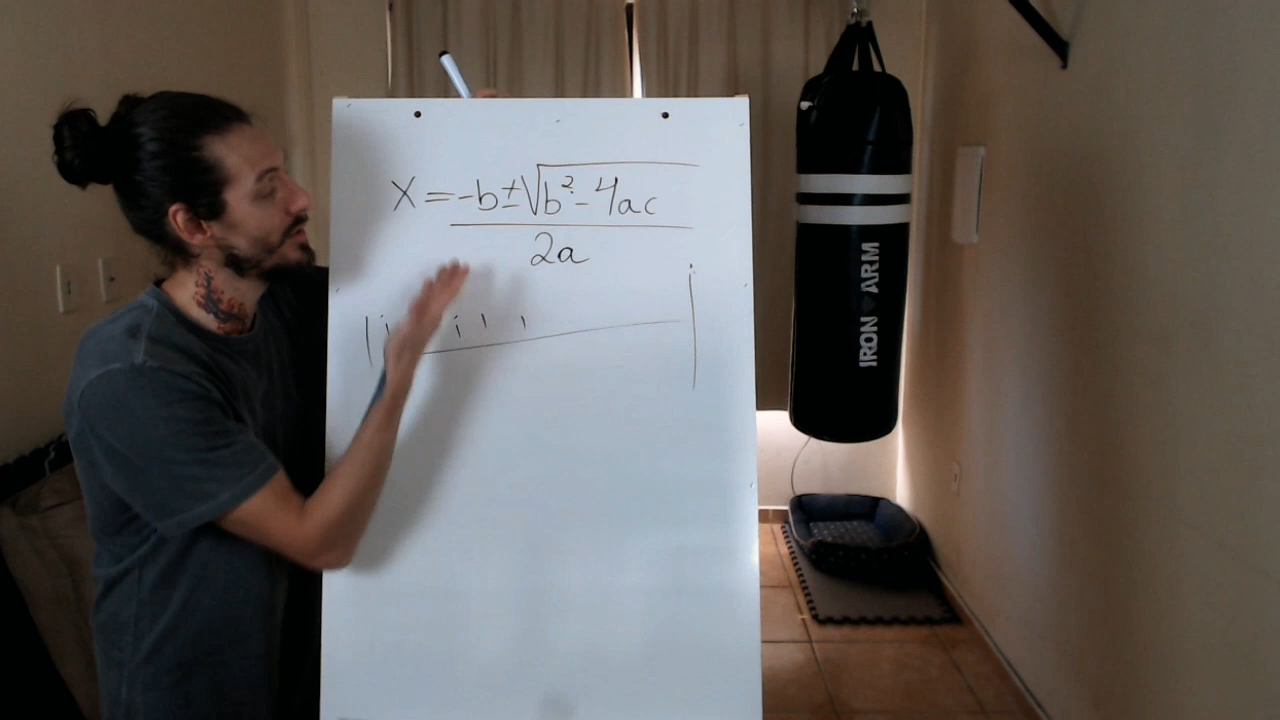 x = -b ± √b² - 4ac
2a
IRON ARM